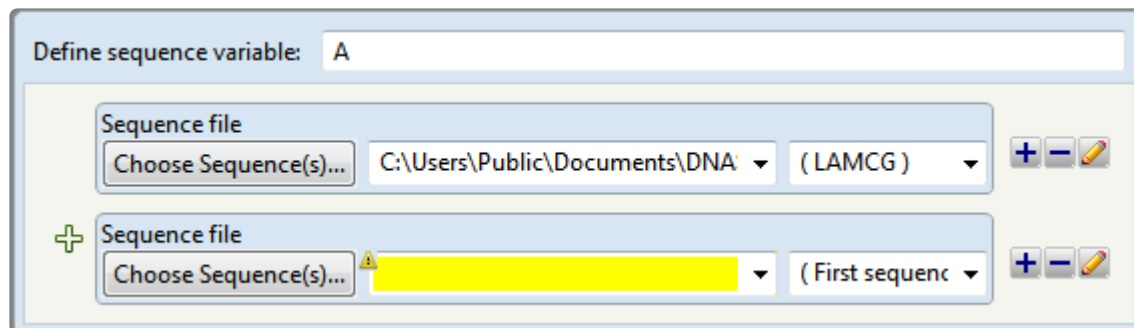 Define sequence variable: A
Sequence file
Choose Sequence(s)... C:\Users\Public\Documents\DNA ( LAMCG )
Sequence file
Choose Sequence(s)... ( First sequenc